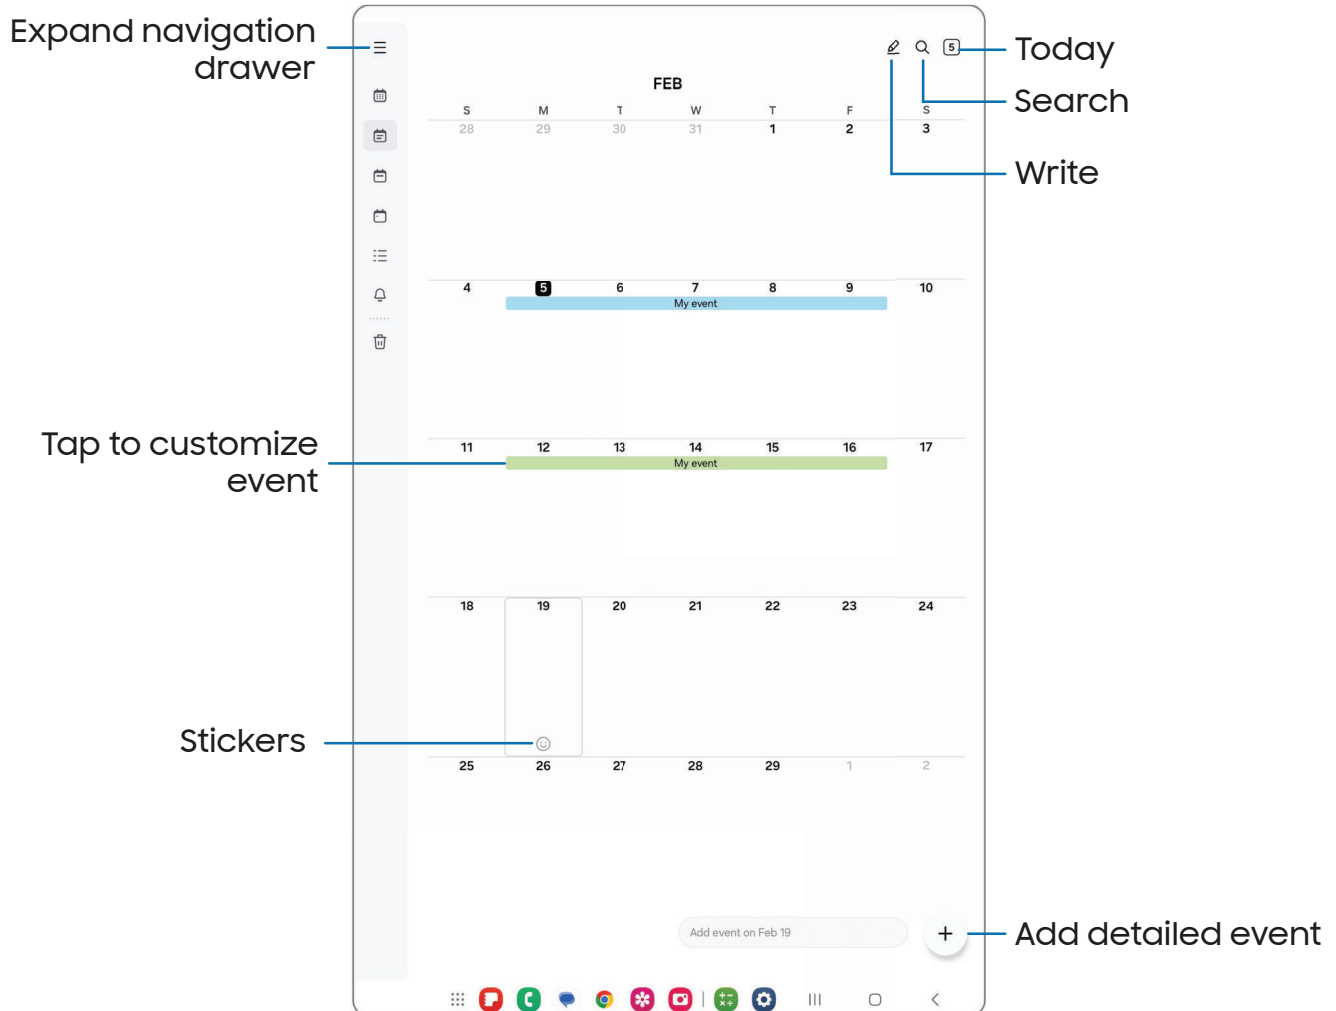 Expand navigation
drawer
5
Today
Search
Write
FEB
S M T W T F S
28 29 30 31 1 2 3
4 5 6 7 8 9 10
My event
Tap to customize
event
11 12 13 14 15 16 17
My event
18 19 20 21 22 23 24
Stickers
25 26 27 28 29 1 2
Add event on Feb 19
Add detailed event